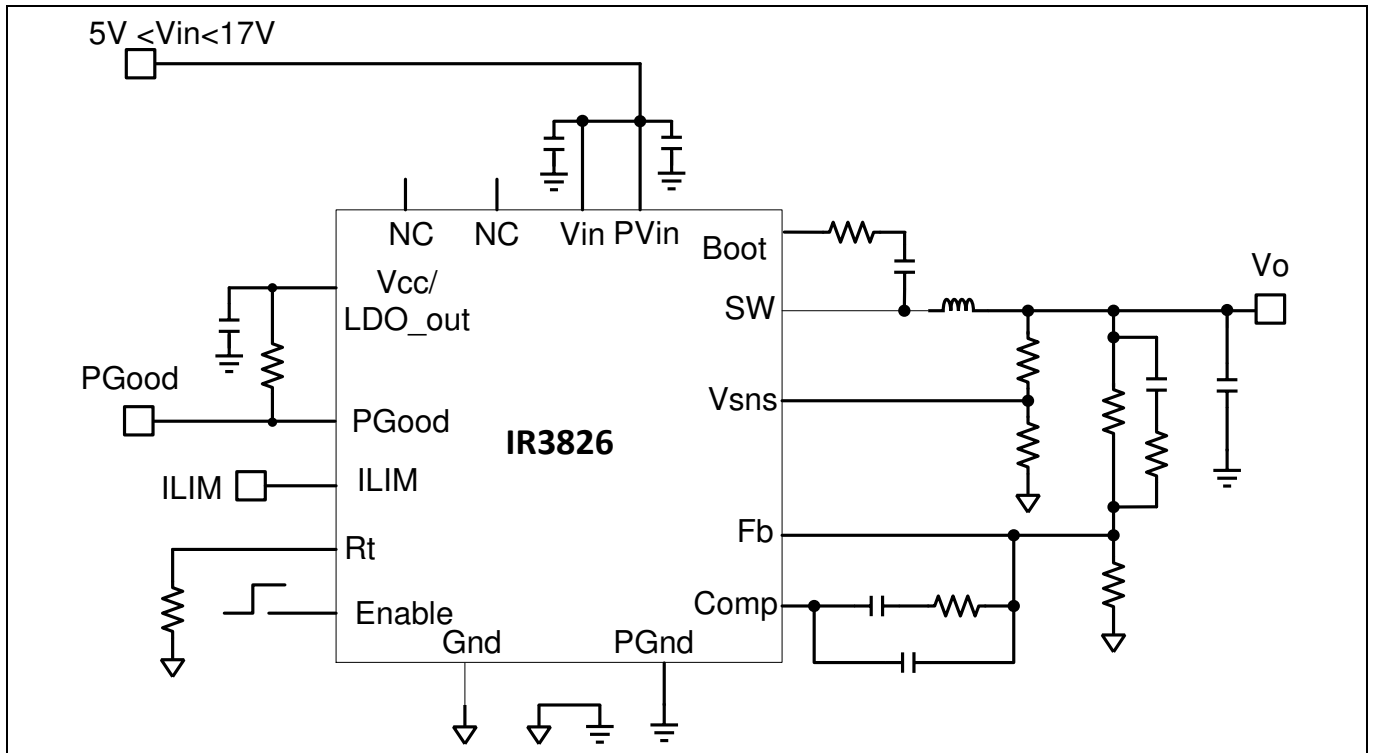 5V <Vin<17V
NC
NC
Vin
PVin
Boot
Vcc/
LDO_out
SW
Vo
PGood
PGood
Vsns
IR3826
ILIM
ILIM
Fb
Rt
Comp
Enable
Gnd
PGnd